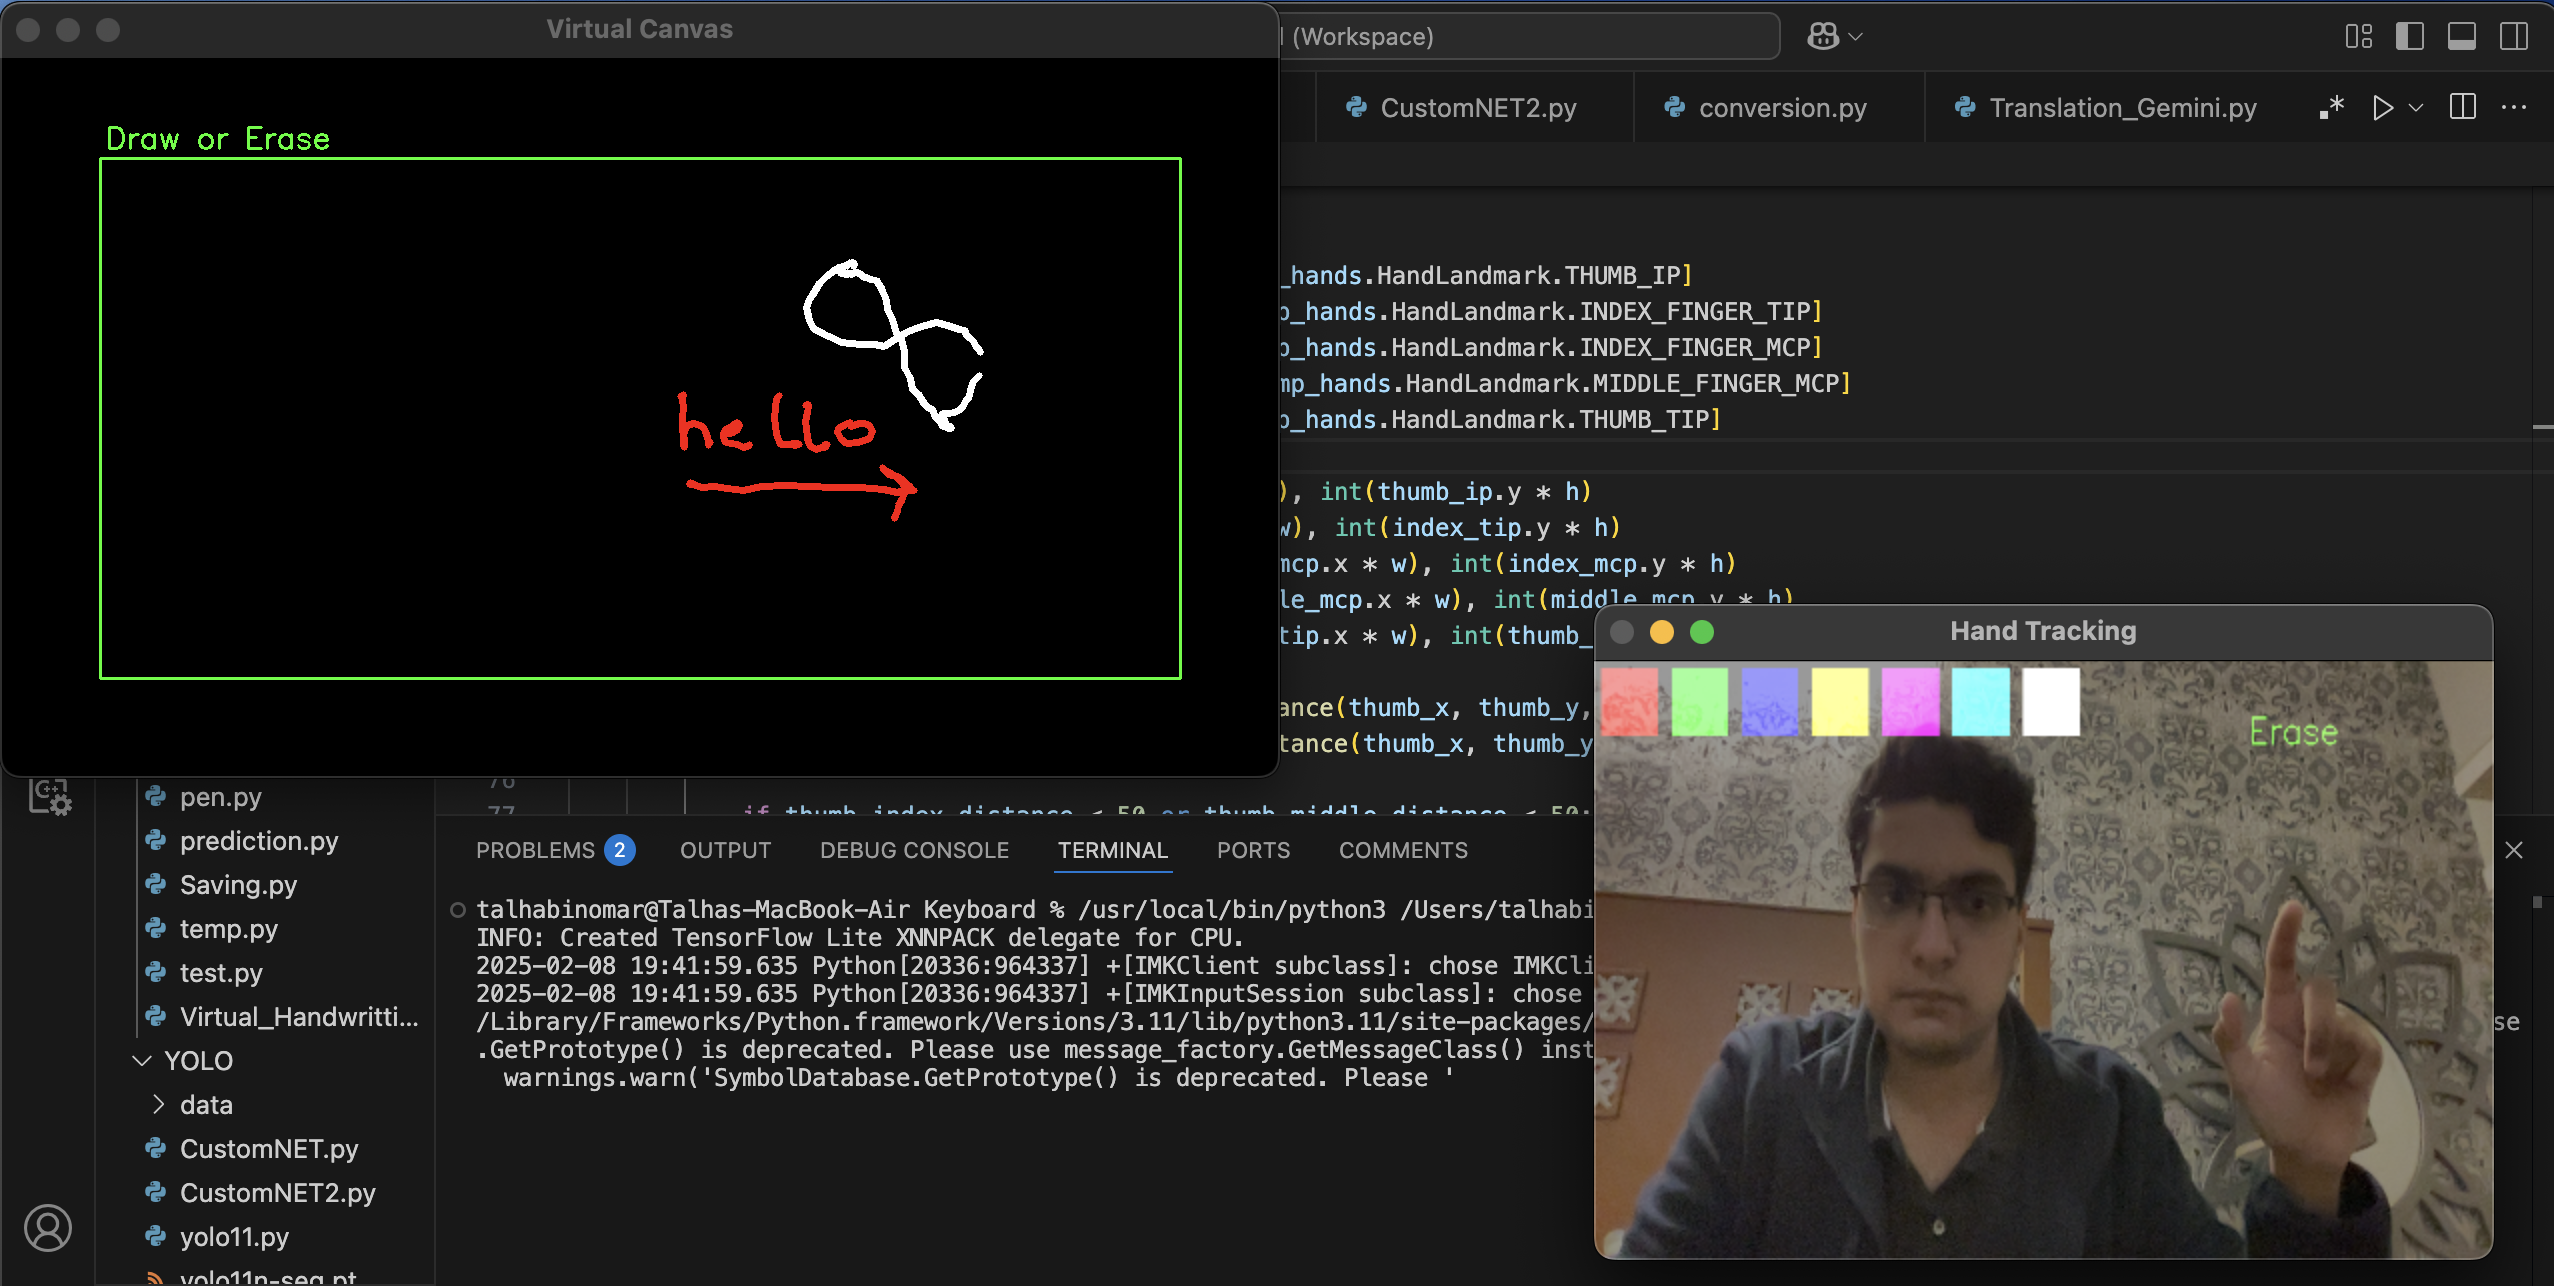 Virtual Canvas
Draw or Erase
hello
(Workspace)
CustomNET2.py
conversion.py
Translation_Gemini.py
_hands.HandLandmark.THUMB_IP]
_hands.HandLandmark.INDEX_FINGER_TIP]
_hands.HandLandmark.INDEX_FINGER_MCP]
mp_hands.HandLandmark.MIDDLE_FINGER_MCP]
_hands.HandLandmark.THUMB_TIP]
), int(thumb_ip.y * h)
w), int(index_tip.y * h)
mcp.x * w), int(index_mcp.y * h)
le_mcp.x * w), int(middle_mcp.y * h)
tip.x * w), int(thumb_
ance(thumb_x, thumb_y,
tance(thumb_x, thumb_y
76
77 if thumb_index_distance < 50 or thumb_middle_distance < 50:
Hand Tracking
Erase
pen.py
prediction.py
Saving.py
temp.py
test.py
Virtual_Handwritti...
YOLO
data
CustomNET.py
CustomNET2.py
yolo11.py
yolo11n-seg.pt
PROBLEMS 2 OUTPUT DEBUG CONSOLE TERMINAL PORTS COMMENTS
talhabinomar@Talhas-MacBook-Air Keyboard % /usr/local/bin/python3 /Users/talhabi
INFO: Created TensorFlow Lite XNNPACK delegate for CPU.
2025-02-08 19:41:59.635 Python[20336:964337] +[IMKClient subclass]: chose IMKCli
2025-02-08 19:41:59.635 Python[20336:964337] +[IMKInputSession subclass]: chose
/Library/Frameworks/Python.framework/Versions/3.11/lib/python3.11/site-packages/
.GetPrototype() is deprecated. Please use message_factory.GetMessageClass() inst
warnings.warn('SymbolDatabase.GetPrototype() is deprecated. Please '
se